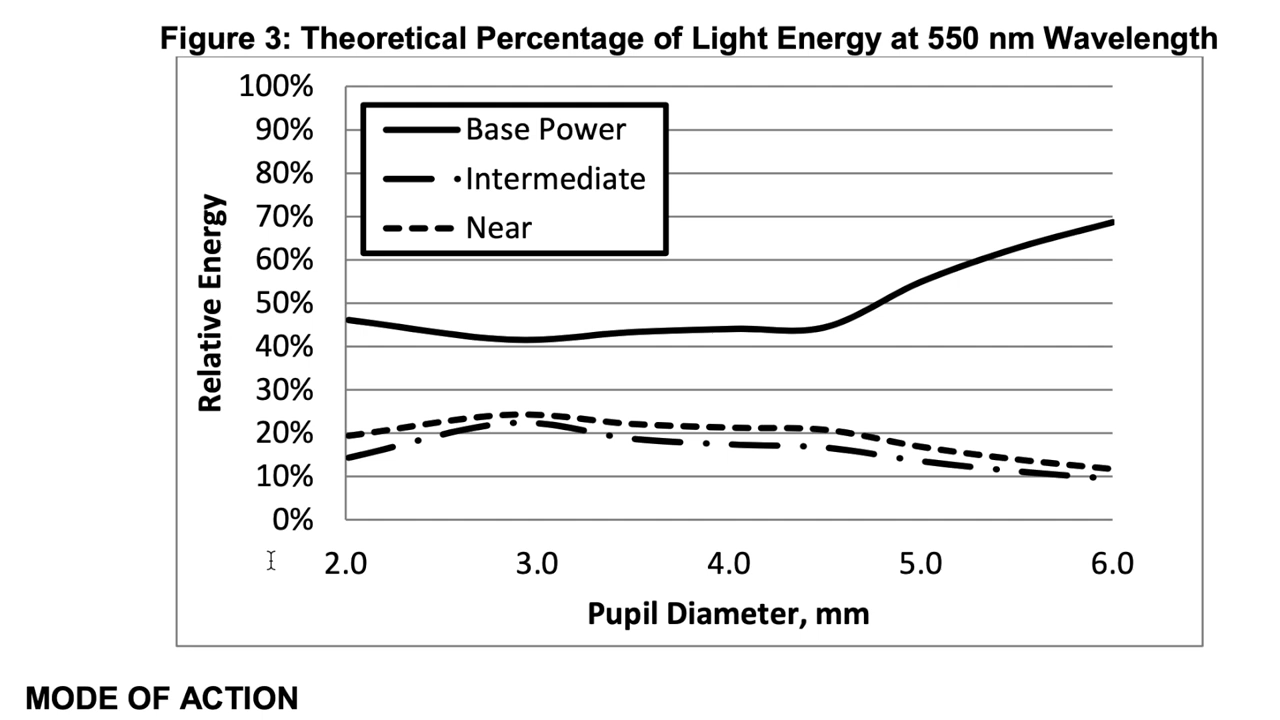 Figure 3: Theoretical Percentage of Light Energy at 550 nm Wavelength
100%
90%
80%
70%
60%
50%
40%
30%
20%
10%
0%
Relative Energy
Base Power
Intermediate
Near
2.0 3.0 4.0 5.0 6.0
Pupil Diameter, mm
MODE OF ACTION